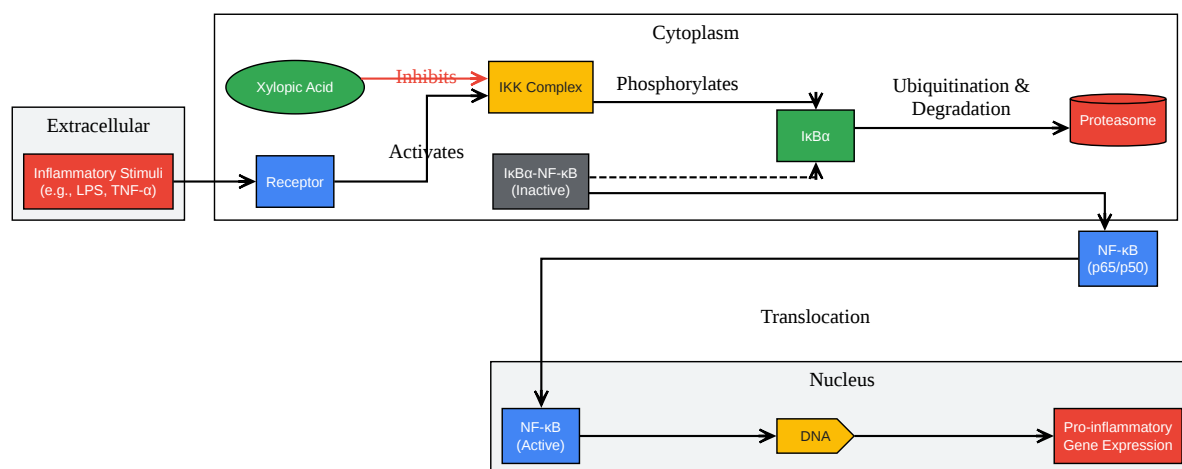 Cytoplasm
Xylopic Acid
Inhibits
IKK Complex
Phosphorylates
Ubiquitination &
Degradation
Proteasome
IκBα
Extracellular
Inflammatory Stimuli
(e.g., LPS, TNF-α)
Receptor
Activates
IκBα-NF-κB
(Inactive)
NF-κB
(p65/p50)
Translocation
Nucleus
NF-κB
(Active)
DNA
Pro-inflammatory
Gene Expression